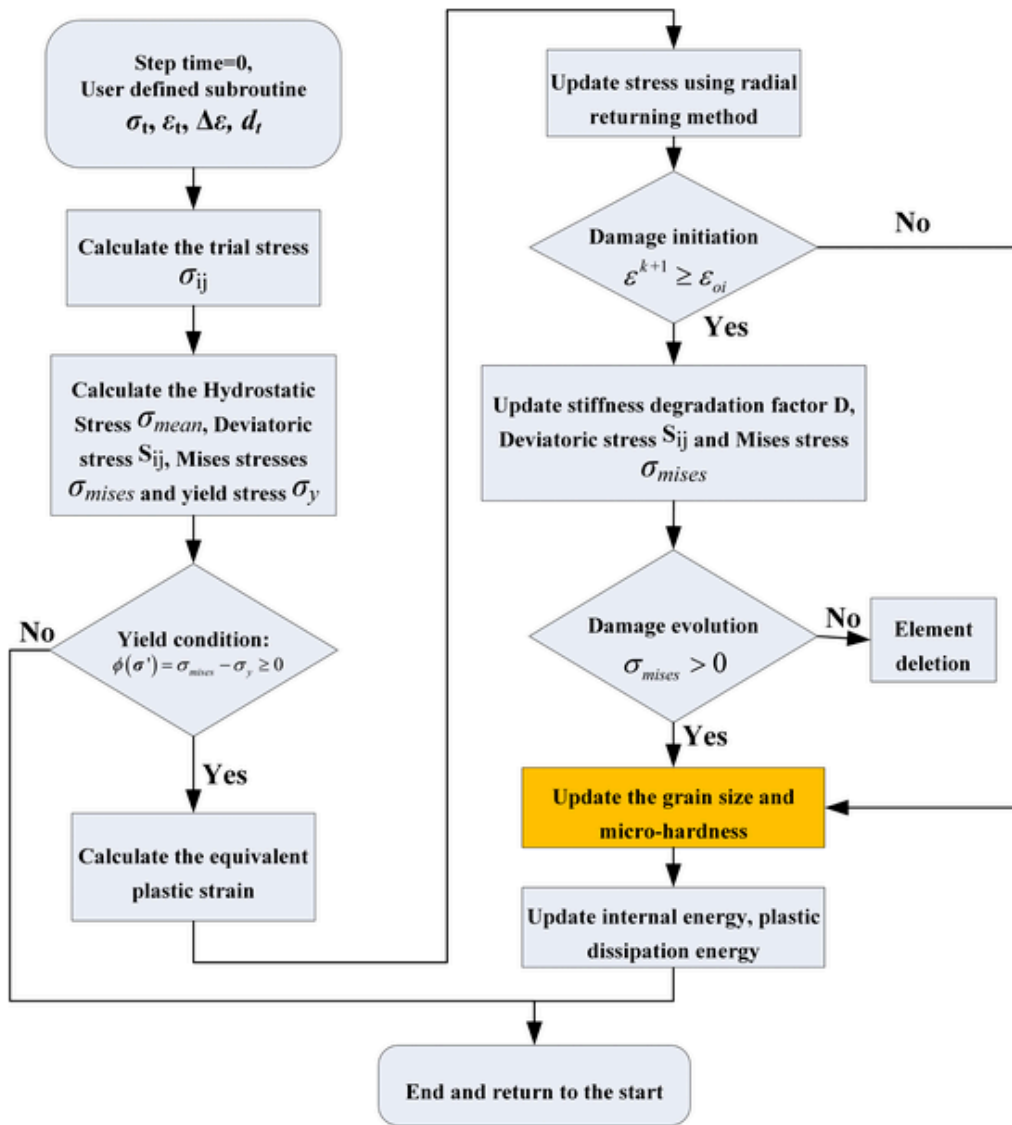 Step time=0,
User defined subroutine
σt, εt, Δε, dt
Calculate the trial stress
σij
Calculate the Hydrostatic
Stress σmean, Deviatoric
stress Sij, Mises stresses
σmises and yield stress σy
No
Yield condition:
ϕ(σ')=σmises−σy≥0
Yes
Calculate the equivalent
plastic strain
Update stress using radial
returning method
Damage initiation
ε^k+1 ≥ εoi
No
Yes
Update stiffness degradation factor D,
Deviatoric stress Sij and Mises stress
σmises
Damage evolution
σmises > 0
No
Element
deletion
Yes
Update the grain size and
micro-hardness
Update internal energy, plastic
dissipation energy
End and return to the start